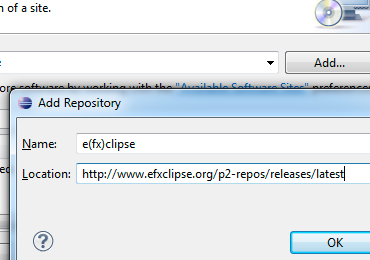 n of a site.
Add...
ore software by working with the "Available Software Sites" preference
Add Repository
Name: e(fx)clipse
Location: http://www.efxclipse.org/p2-repos/releases/latest
OK